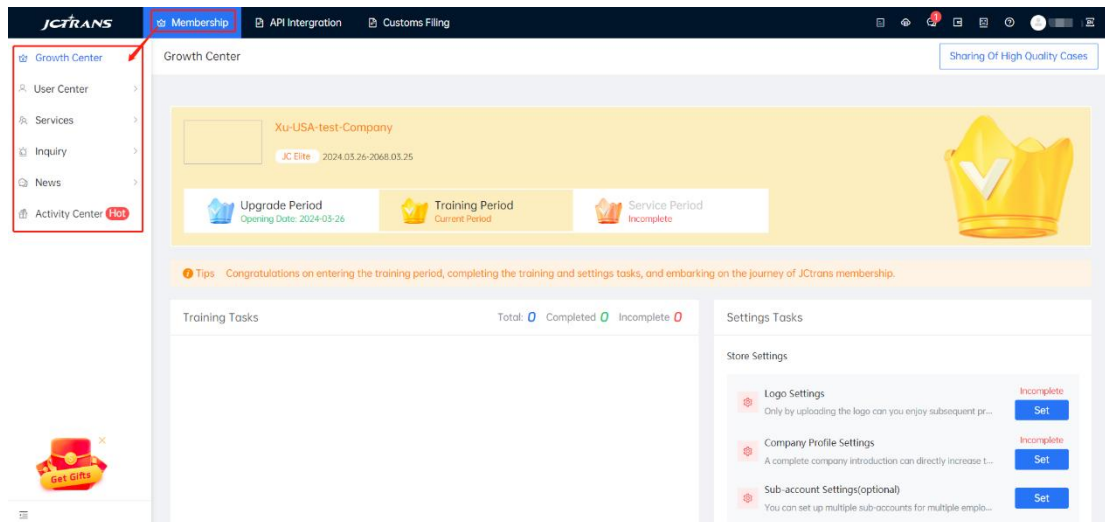 JCTRANS
Membership
API Intergrotion
Customs Filing
1
Growth Center
User Center
Services
Inquiry
News
Activity Center Hot
Get Gifts
Growth Center
Sharing Of High Quality Cases
Xu-USA-test-Company
JC Elite 2024.03.26-2068.03.25
Upgrade Period
Opening Date: 2024-03-26
Training Period
Current Period
Service Period
Incomplete
Tips Congratulations on entering the training period, completing the training and settings tasks, and embarking on the journey of JCtrans membership.
Training Tasks
Total: 0 Completed 0 Incomplete 0
Settings Tasks
Store Settings
Logo Settings
Incomplete
Only by uploading the logo can you enjoy subsequent pr...
Set
Company Profile Settings
Incomplete
A complete company introduction can directly increase t...
Set
Sub-account Settings(optional)
You can set up multiple sub-accounts for multiple emplo...
Set